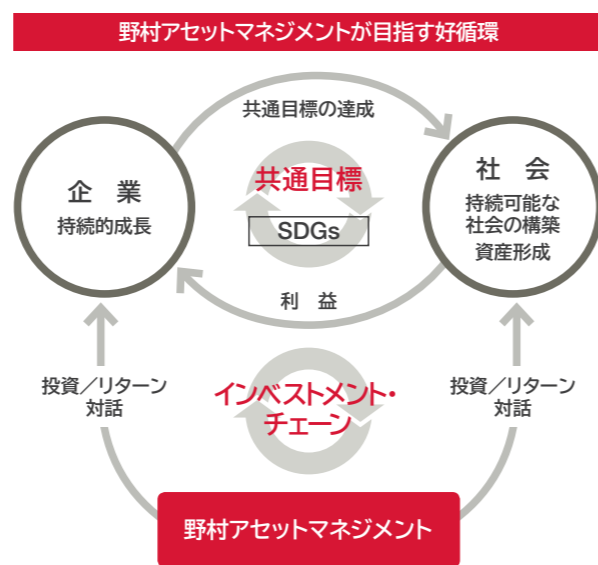 野村アセットマネジメントが目指す好循環
共通目標の達成
企　業
持続的成長
共通目標
SDGs
社　会
持続可能な
社会の構築
資産形成
利　益
投資／リターン
対話
インベストメント・
チェーン
投資／リターン
対話
野村アセットマネジメント